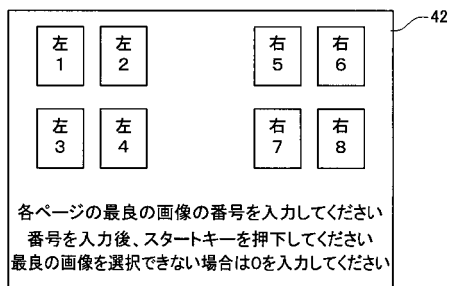 42
左 左 右 右
1 2 5 6
左 左 右 右
3 4 7 8
各ページの最良の画像の番号を入力してください
番号を入力後、スタートキーを押下してください
最良の画像を選択できない場合は0を入力してください